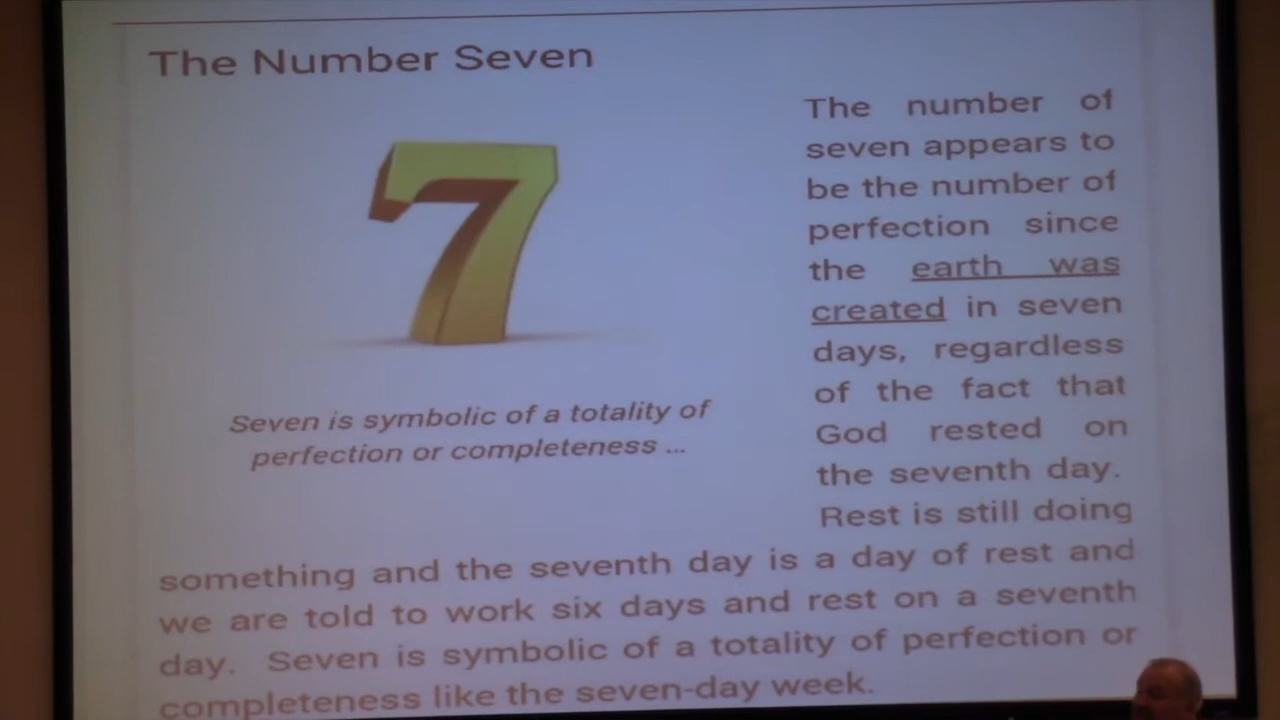 The Number Seven
7
Seven is symbolic of a totality of
perfection or completeness ...
The number of
seven appears to
be the number of
perfection since
the earth was
created in seven
days, regardless
of the fact that
God rested on
the seventh day.
Rest is still doing
something and the seventh day is a day of rest and
we are told to work six days and rest on a seventh
day. Seven is symbolic of a totality of perfection or
completeness like the seven-day week.